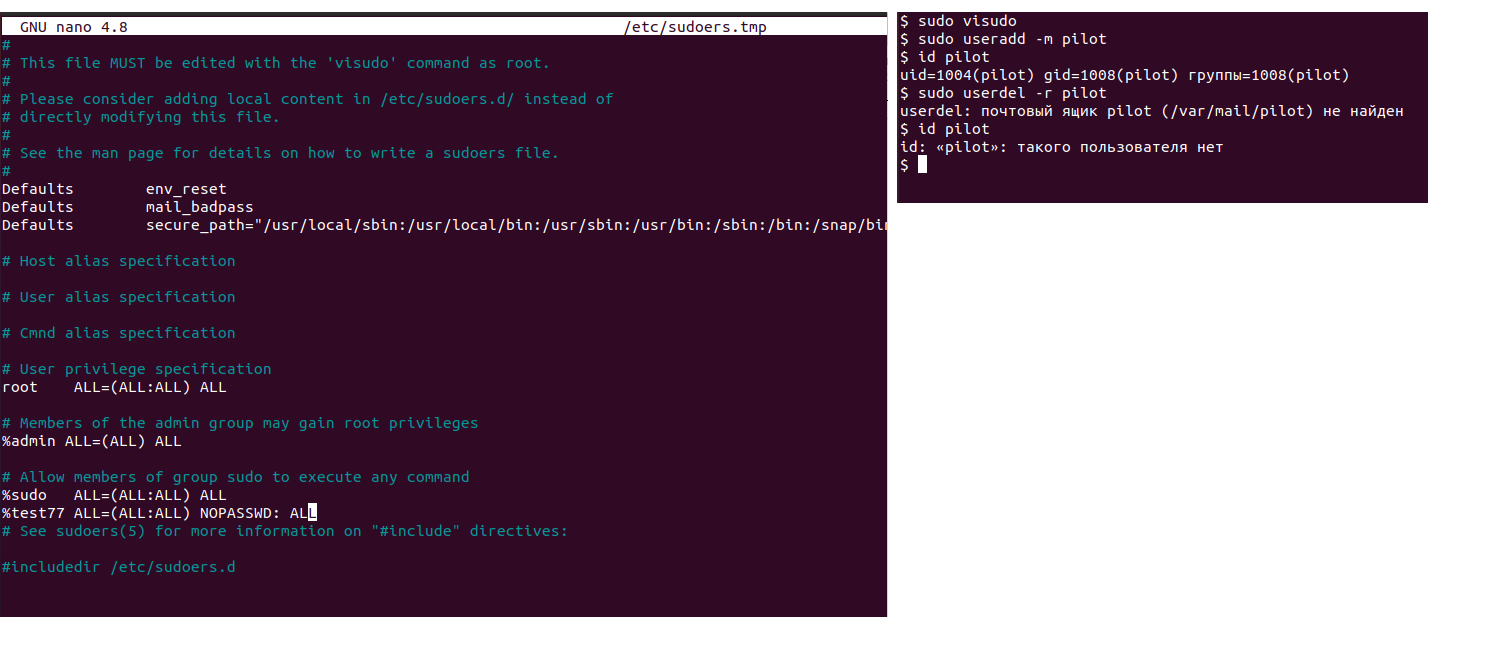 GNU nano 4.8 /etc/sudoers.tmp
#
# This file MUST be edited with the 'visudo' command as root.
#
# Please consider adding local content in /etc/sudoers.d/ instead of
# directly modifying this file.
#
# See the man page for details on how to write a sudoers file.
#
Defaults env_reset
Defaults mail_badpass
Defaults secure_path="/usr/local/sbin:/usr/local/bin:/usr/sbin:/usr/bin:/sbin:/bin:/snap/bin
# Host alias specification
# User alias specification
# Cmnd alias specification
# User privilege specification
root ALL=(ALL:ALL) ALL
# Members of the admin group may gain root privileges
%admin ALL=(ALL) ALL
# Allow members of group sudo to execute any command
%sudo ALL=(ALL:ALL) ALL
%test77 ALL=(ALL:ALL) NOPASSWD: ALL
# See sudoers(5) for more information on "#include" directives:
#includedir /etc/sudoers.d
$ sudo visudo
$ sudo useradd -m pilot
$ id pilot
uid=1004(pilot) gid=1008(pilot) группы=1008(pilot)
$ sudo userdel -r pilot
userdel: почтовый ящик pilot (/var/mail/pilot) не найден
$ id pilot
id: «pilot»: такого пользователя нет
$